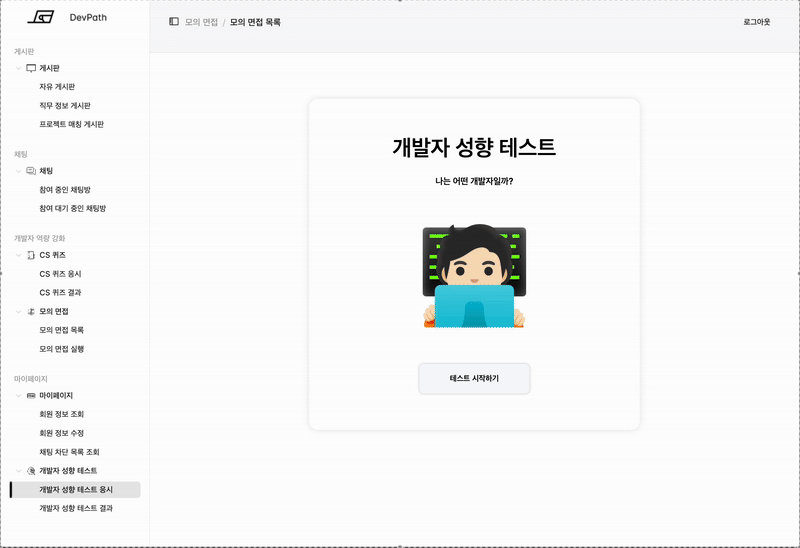 DevPath
모의 면접 / 모의 면접 목록
로그아웃
게시판
게시판
자유 게시판
직무 정보 게시판
프로젝트 매칭 게시판
채팅
채팅
참여 중인 채팅방
참여 대기 중인 채팅방
개발자 역량 강화
CS 퀴즈
CS 퀴즈 응시
CS 퀴즈 결과
모의 면접
모의 면접 목록
모의 면접 실행
마이페이지
마이페이지
회원 정보 조회
회원 정보 수정
채팅 차단 목록 조회
개발자 성향 테스트
개발자 성향 테스트 응시
개발자 성향 테스트 결과
개발자 성향 테스트
나는 어떤 개발자일까?
테스트 시작하기